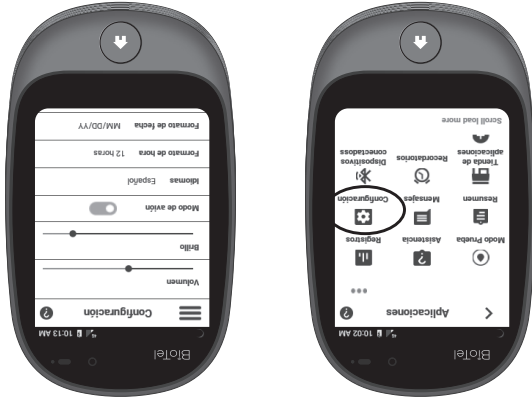 BioTel
10:02 AM
Aplicaciones ?
Modo Prueba Asistencia Registros
Resumen Mensajes Configuración
Tienda de Recordatorios Dispositivos
aplicaciones conectadoss
Scroll load more
BioTel
10:13 AM
Configuración ?
Volumen
Brillo
Modo de avión
Idiomas Español
Formato de hora 12 horas
Formato de fecha MM/DD/YY